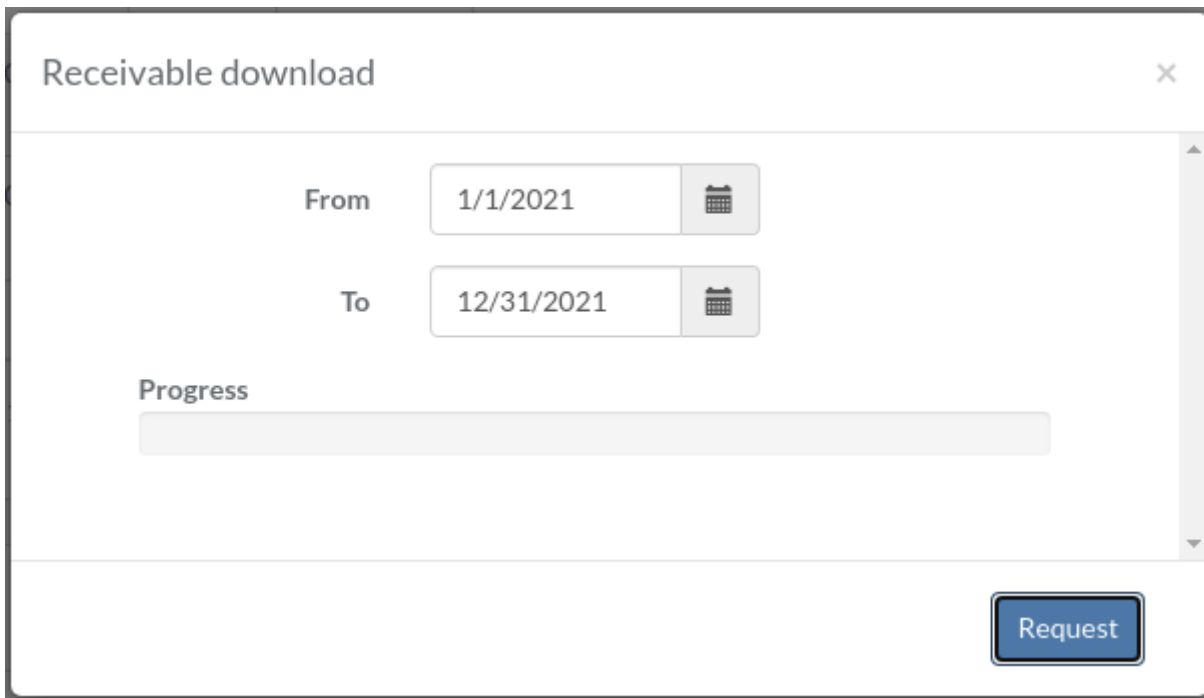 Receivable download
×
From 1/1/2021
To 12/31/2021
Progress
Request